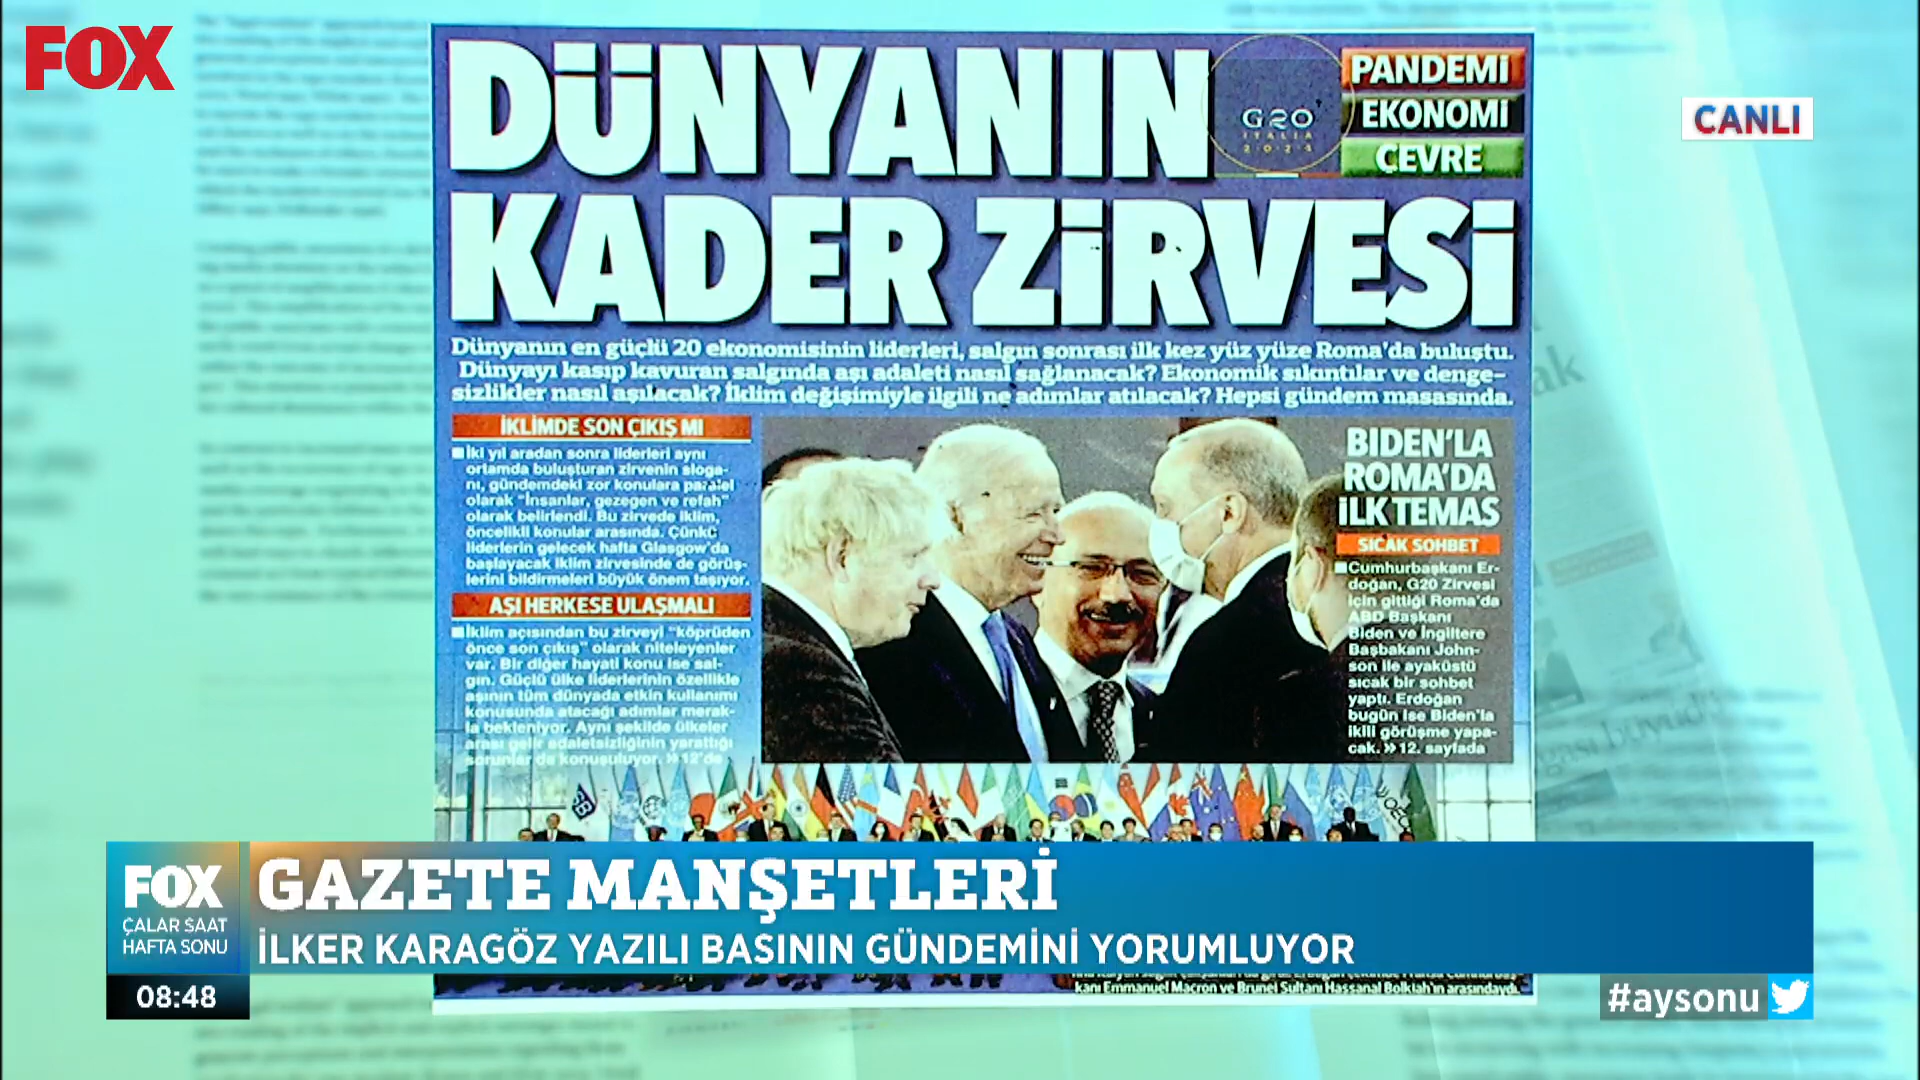 FOX
CANLI
DÜNYANIN
KADER ZİRVESİ
G20
ITALIA
2021
PANDEMİ
EKONOMİ
ÇEVRE
Dünyanın en güçlü 20 ekonomisinin liderleri, salgın sonrası ilk kez yüz yüze Roma'da buluştu.
Dünyayı kasıp kavuran salgında aşı adaleti nasıl sağlanacak? Ekonomik sıkıntılar ve denge-
sizlikler nasıl aşılacak? İklim değişimiyle ilgili ne adımlar atılacak? Hepsi gündem masasında.
İKLİMDE SON ÇIKIŞ MI
İki yıl aradan sonra liderleri aynı
ortamda buluşturan zirvenin sloga-
nı, gündemdeki zor konulara paralel
olarak "İnsanlar, gezegen ve refah"
olarak belirlendi. Bu zirvede iklim,
öncelikli konular arasında. Çünkü
liderlerin gelecek hafta Glasgow'da
başlayacak iklim zirvesinde de görüş-
lerini bildirmeleri büyük önem taşıyor.
AŞI HERKESE ULAŞMALI
İklim açısından bu zirveyi "köprüden
önce son çıkış" olarak niteleyenler
var. Bir diğer hayati konu ise sal-
gın. Güçlü ülke liderlerinin özellikle
aşının tüm dünyada etkin kullanımı
konusunda atacağı adımlar merak-
la bekleniyor. Aynı şekilde ülkeler
arası gelir adaletsizliğinin yarattığı
sorunlar da konuşuluyor. » 12'de
BIDEN'LA
ROMA'DA
İLK TEMAS
SICAK SOHBET
Cumhurbaşkanı Er-
doğan, G20 Zirvesi
için gittiği Roma'da
ABD Başkanı
Biden ve İngiltere
Başbakanı John-
son ile ayaküstü
sıcak bir sohbet
yaptı. Erdoğan
bugün ise Biden'la
ikili görüşme yapa-
cak. » 12. sayfada
OECD
FOX
ÇALAR SAAT
HAFTA SONU
08:48
GAZETE MANŞETLERİ
İLKER KARAGÖZ YAZILI BASININ GÜNDEMİNİ YORUMLUYOR
kanı Emmanuel Macron ve Brunei Sultanı Hassanal Bolkiah'ın arasındaydı.
#aysonu